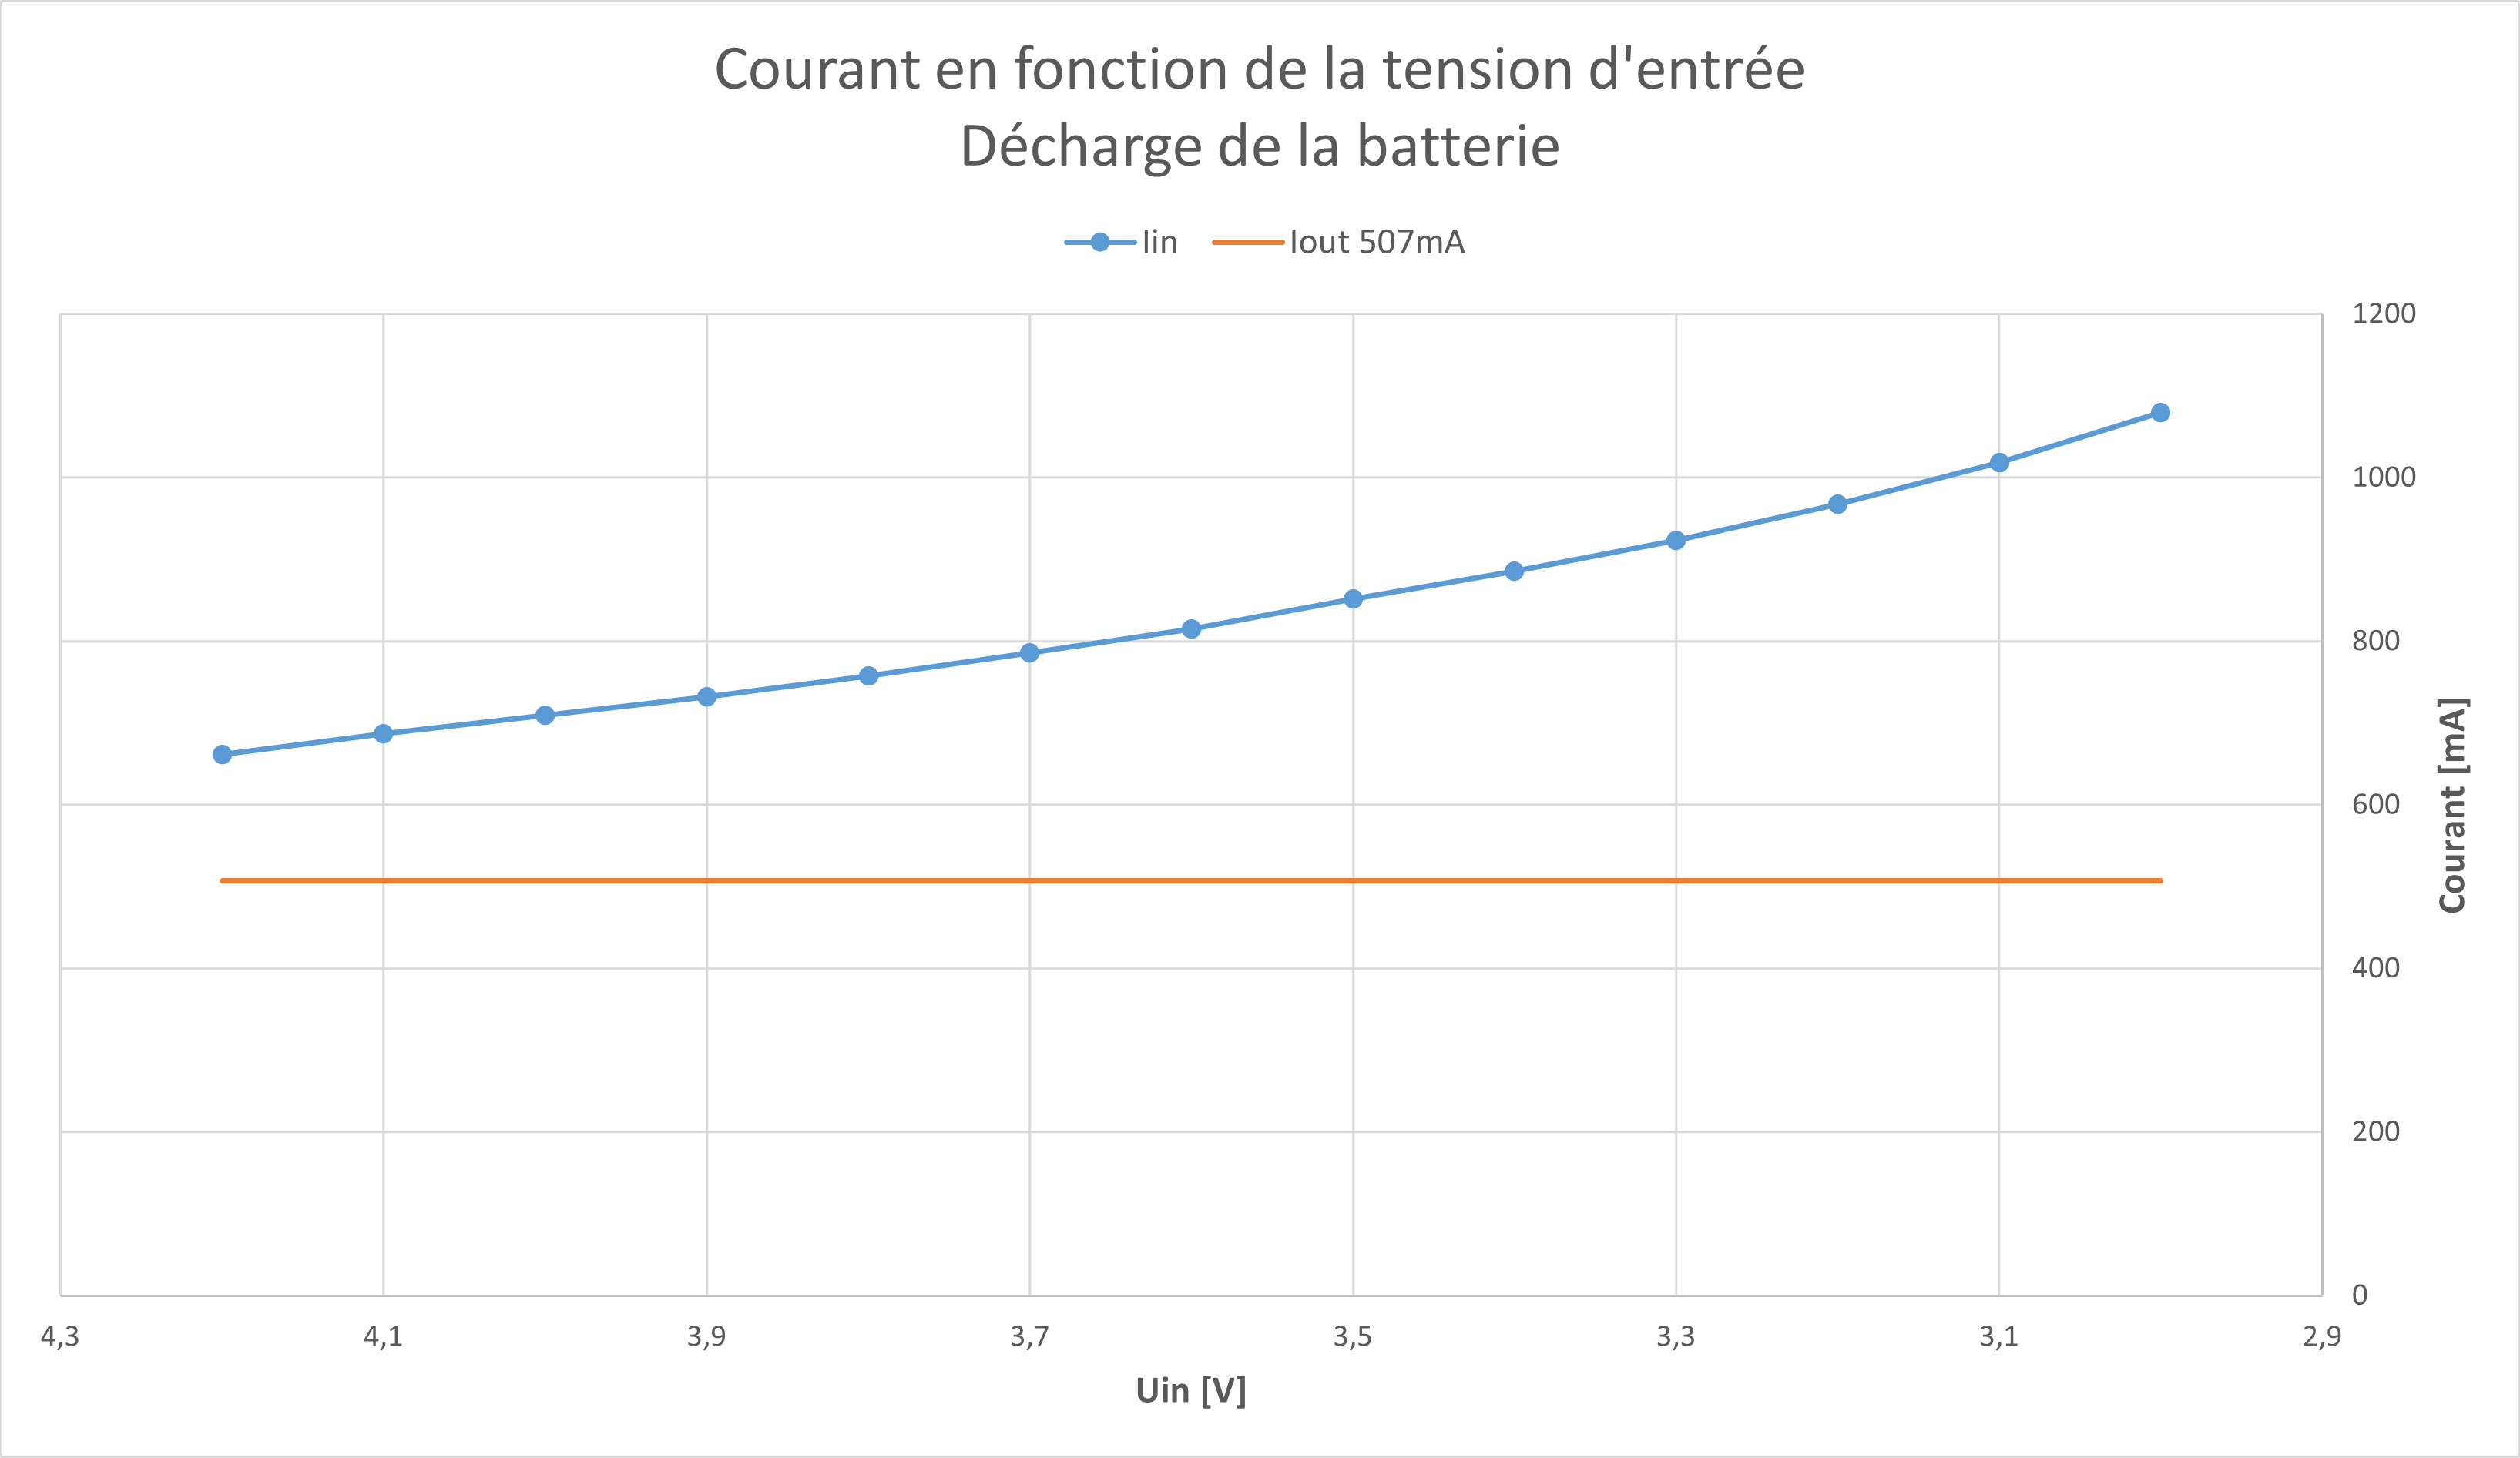 Courant en fonction de la tension d'entrée
Décharge de la batterie
Iin
Iout 507mA
1200
1000
800
600
400
200
0
Courant [mA]
4,3
4,1
3,9
3,7
3,5
3,3
3,1
2,9
Uin [V]